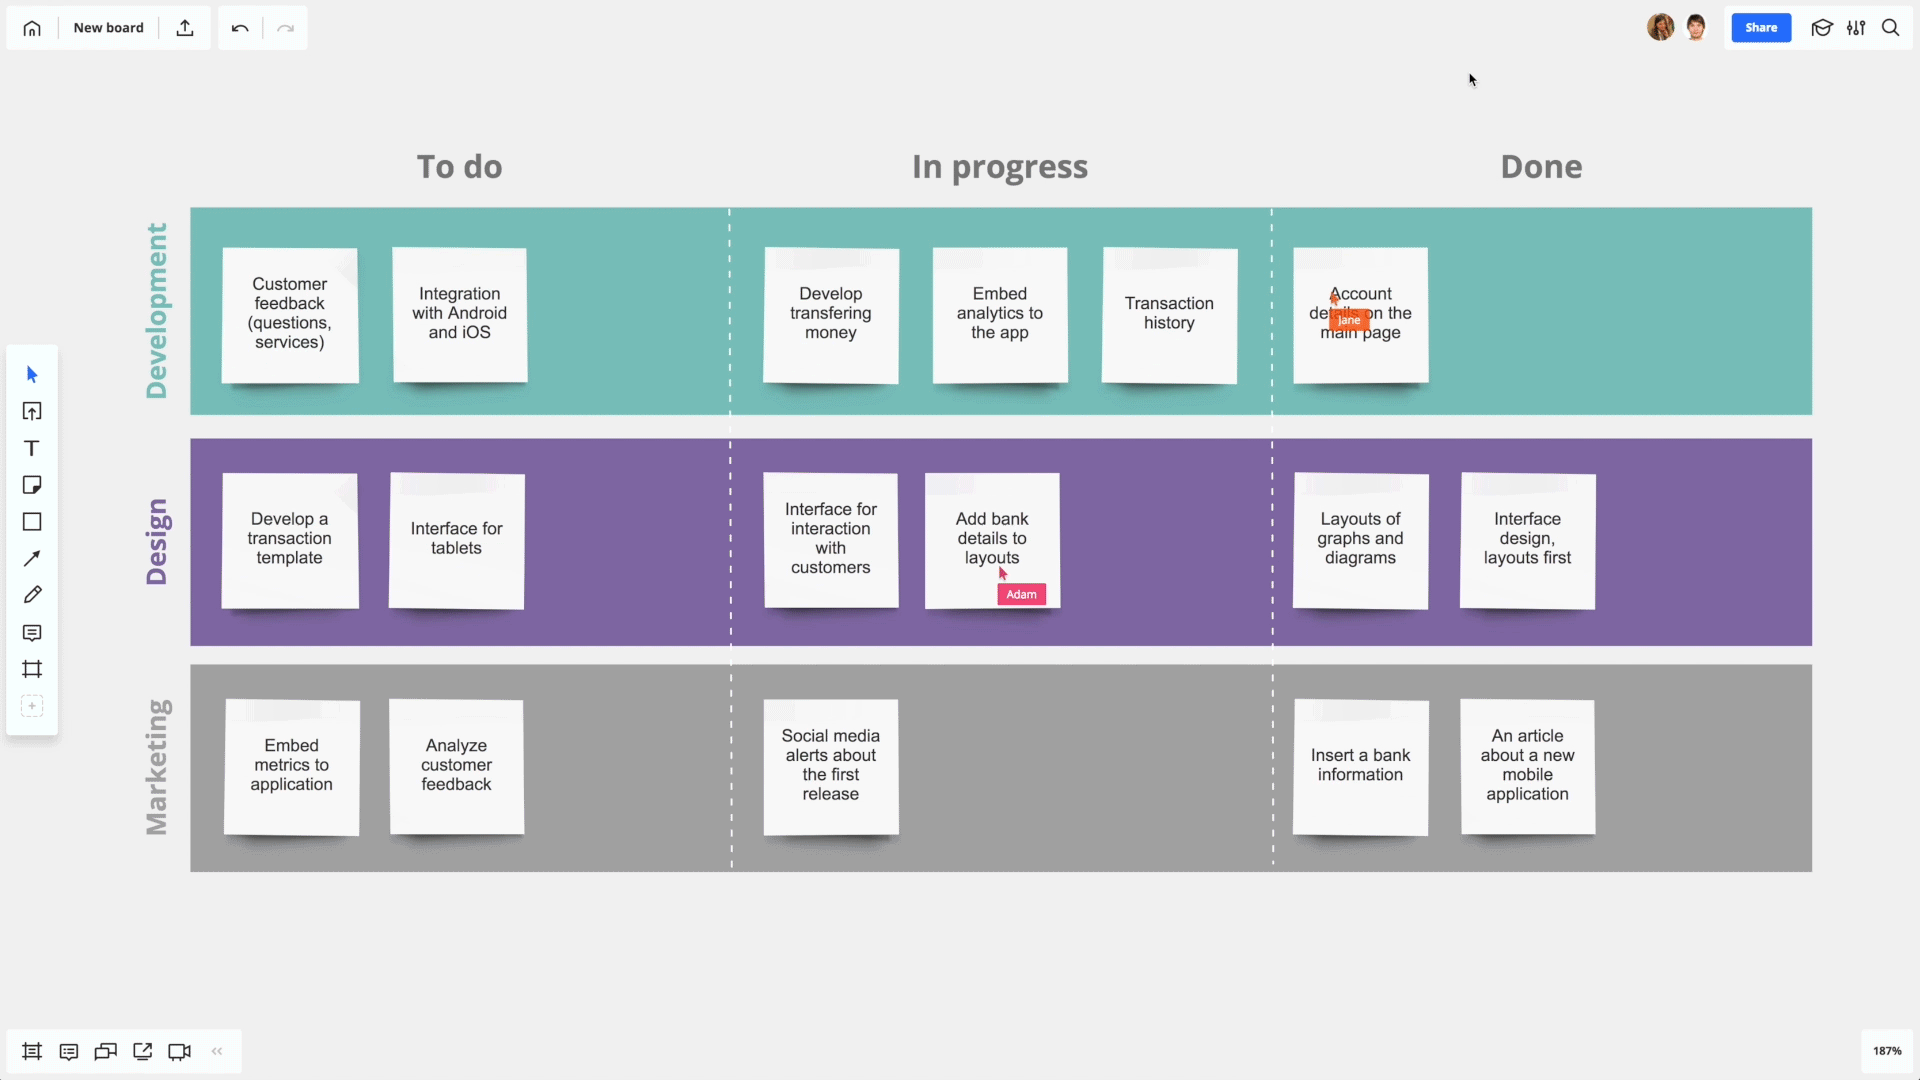 New board
Share
To do
In progress
Done
Development
Customer
feedback
(questions,
services)
Integration
with Android
and iOS
Develop
transfering
money
Embed
analytics to
the app
Transaction
history
Account
details on the
main page
Jane
Design
Develop a
transaction
template
Interface for
tablets
Interface for
interaction
with
customers
Add bank
details to
layouts
Adam
Layouts of
graphs and
diagrams
Interface
design,
layouts first
Marketing
Embed
metrics to
application
Analyze
customer
feedback
Social media
alerts about
the first
release
Insert a bank
information
An article
about a new
mobile
application
187%